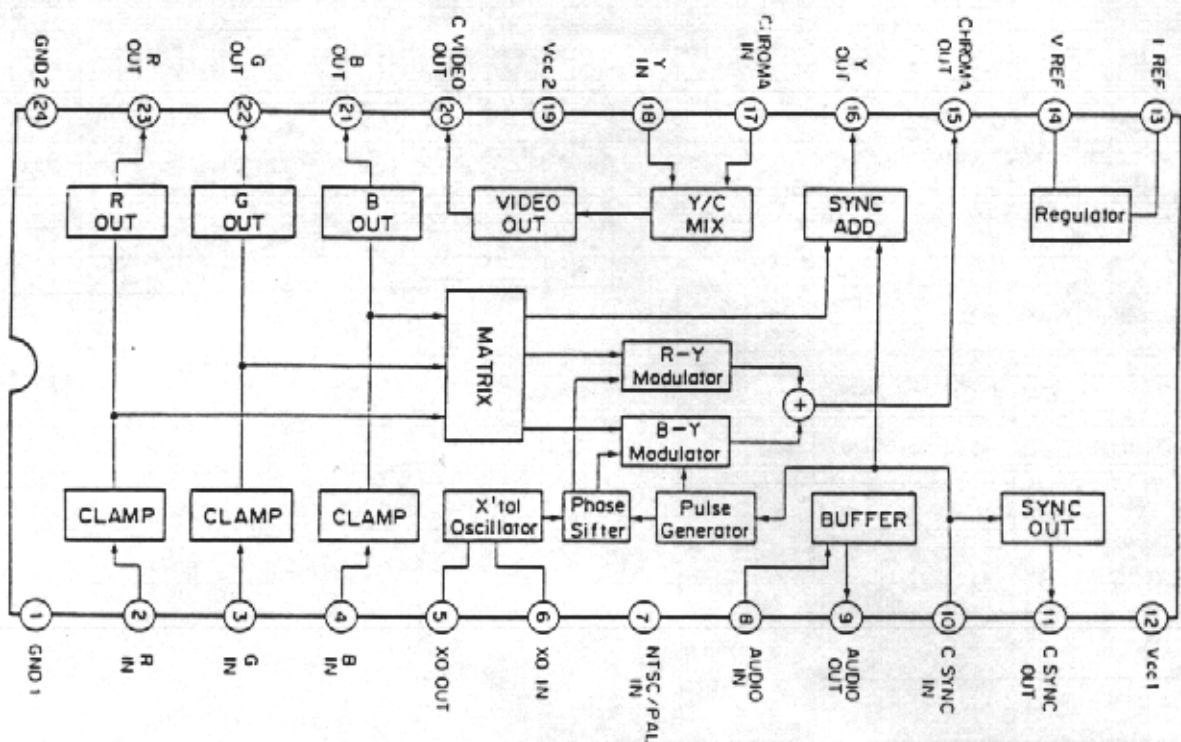 GND 2
R
OUT
G
OUT
B
OUT
C VIDEO
OUT
Vcc 2
Y
IN
CHROMA
IN
Y
OUT
CHROMA
OUT
V REF
I REF
24
23
22
21
20
19
18
17
16
15
14
13
R
OUT
G
OUT
B
OUT
VIDEO
OUT
Y/C
MIX
SYNC
ADD
Regulator
MATRIX
R-Y
Modulator
+
B-Y
Modulator
CLAMP
CLAMP
CLAMP
X'tal
Oscillator
Phase
Sifter
Pulse
Generator
BUFFER
SYNC
OUT
1
2
3
4
5
6
7
8
9
10
11
12
GND 1
R
IN
G
IN
B
IN
XO OUT
XO IN
NTSC/PAL
IN
AUDIO
IN
AUDIO
OUT
C SYNC
IN
C SYNC
OUT
Vcc 1